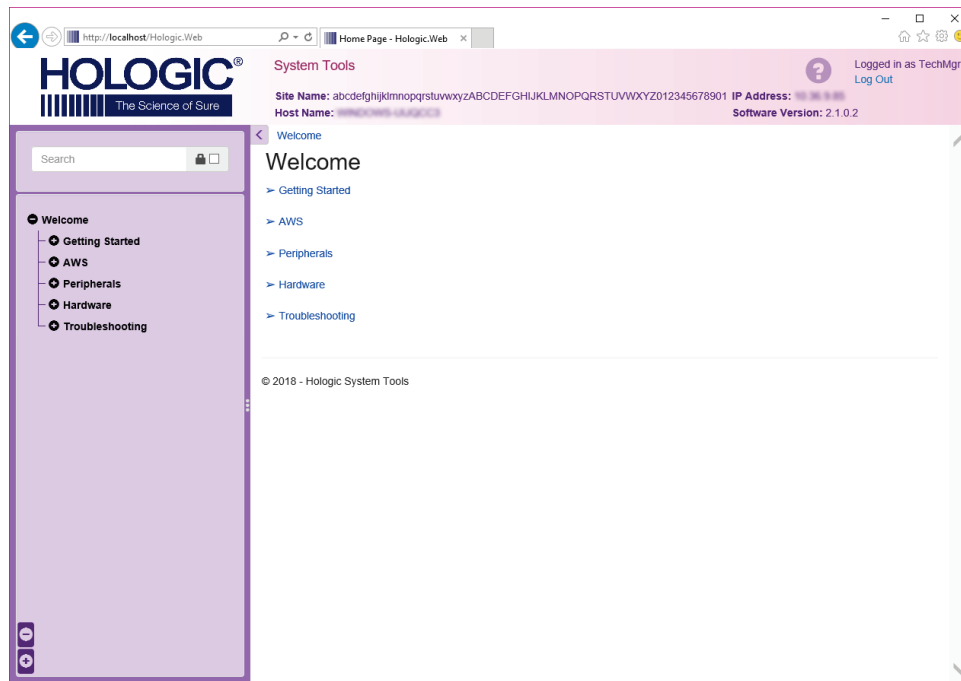 http://localhost/Hologic.Web
Home Page - Hologic.Web
HOLOGIC®
The Science of Sure
System Tools
Logged in as TechMgr
Log Out
Site Name: abcdefghijklmnopqrstuvwxyzABCDEFGHIJKLMNOPQRSTUVWXYZ012345678901 IP Address:
Host Name:
Software Version: 2.1.0.2
Search
Welcome
Getting Started
AWS
Peripherals
Hardware
Troubleshooting
Welcome
Welcome
➢ Getting Started
➢ AWS
➢ Peripherals
➢ Hardware
➢ Troubleshooting
© 2018 - Hologic System Tools